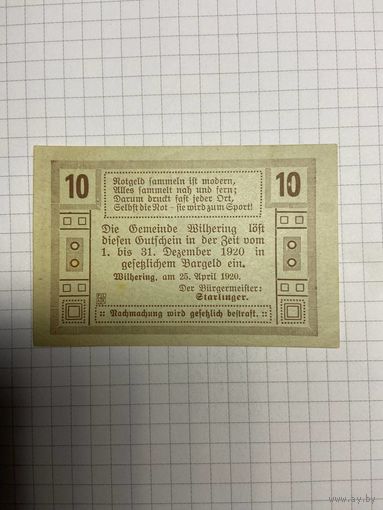 Notgeld sammeln ist modern,
Alles sammelt nah und fern;
Darum druckt fast jeder Ort,
Selbst die Not - sie wird zum Sport!
10
10
Die Gemeinde Wilhering löst
diesen Gutschein in der Zeit vom
1. bis 31. Dezember 1920 in
gesetzlichem Bargeld ein.
Wilhering, am 25. April 1920.
Der Bürgermeister:
Starlinger.
:: Nachmachung wird gesetzlich bestraft. ::
www.ay.by